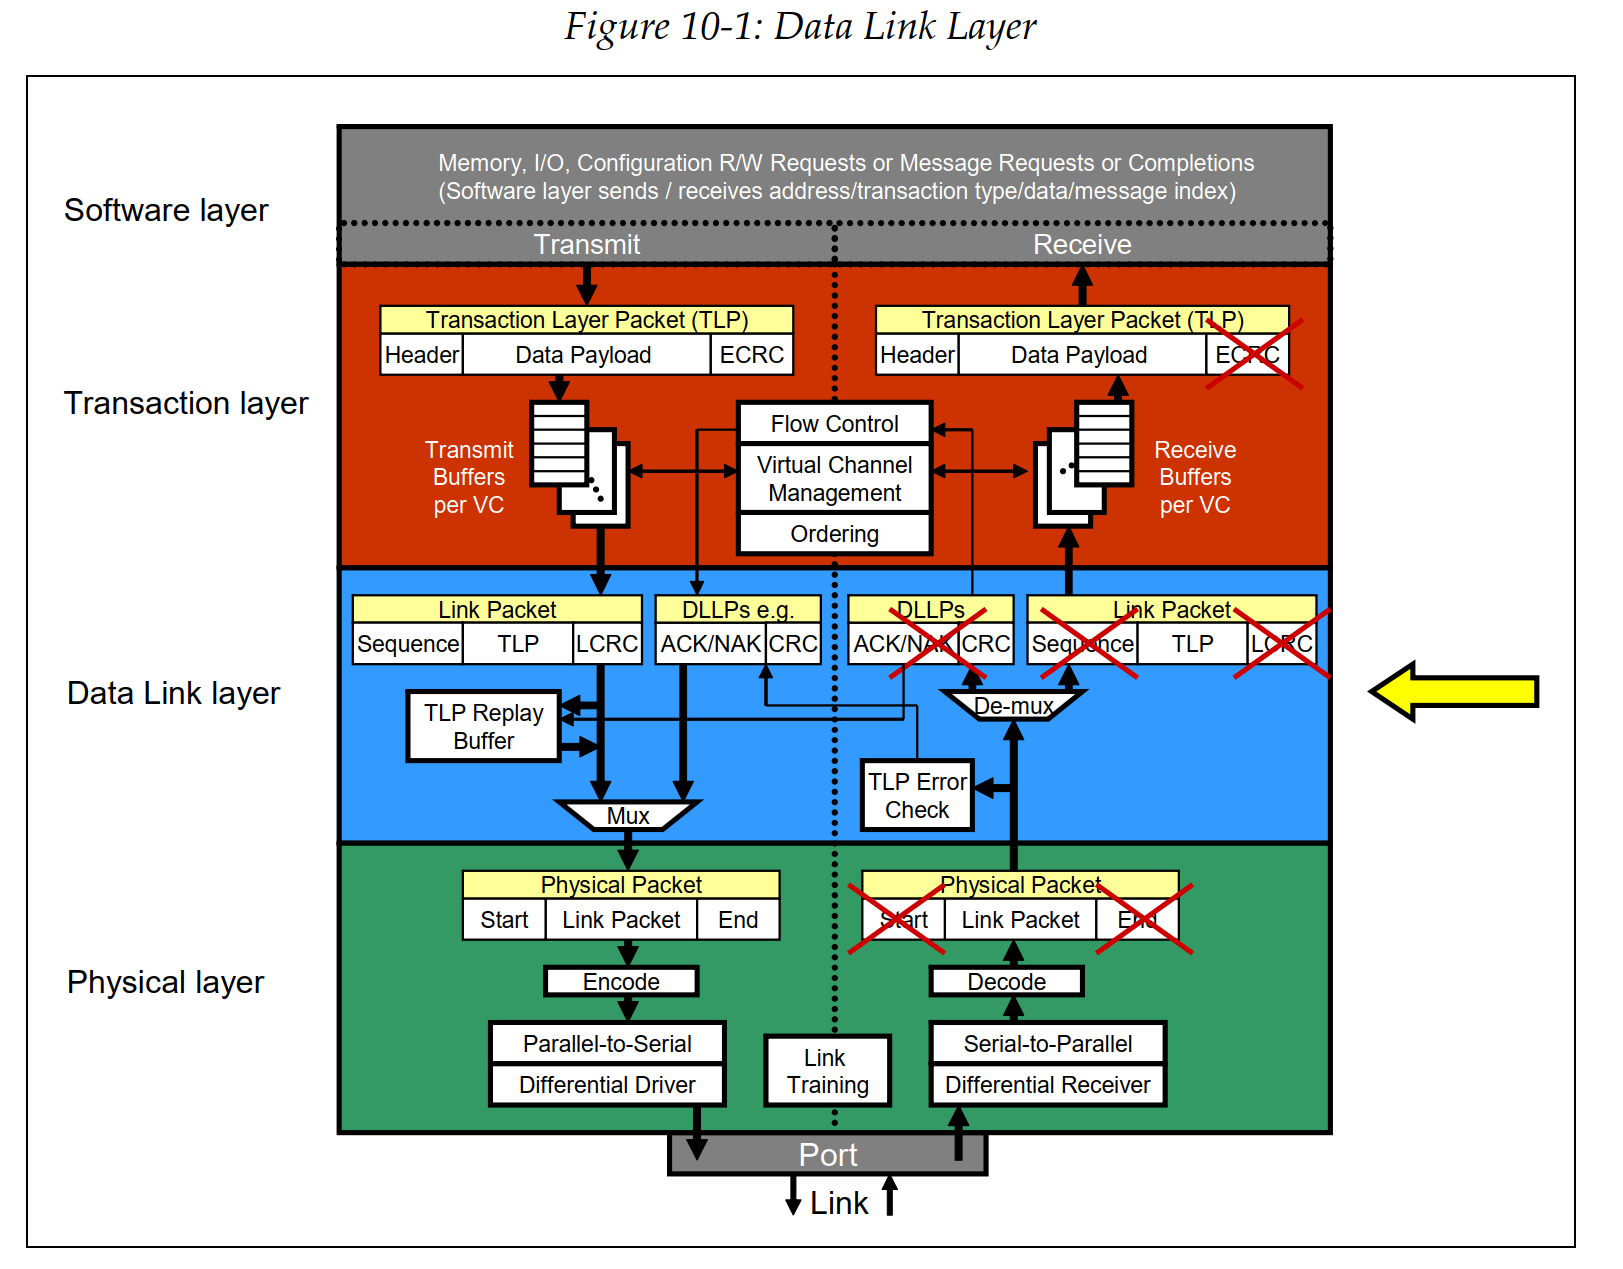 Figure 10-1: Data Link Layer
Memory, I/O, Configuration R/W Requests or Message Requests or Completions
(Software layer sends / receives address/transaction type/data/message index)
Software layer
Transmit
Receive
Transaction Layer Packet (TLP)
Header
Data Payload
ECRC
Transaction Layer Packet (TLP)
Header
Data Payload
ECRC
Transaction layer
Transmit
Buffers
per VC
Flow Control
Virtual Channel
Management
Ordering
Receive
Buffers
per VC
Link Packet
Sequence
TLP
LCRC
DLLPs e.g.
ACK/NAK
CRC
DLLPs
ACK/NAK
CRC
Link Packet
Sequence
TLP
LCRC
Data Link layer
TLP Replay
Buffer
De-mux
TLP Error
Check
Mux
Physical Packet
Start
Link Packet
End
Physical Packet
Start
Link Packet
End
Physical layer
Encode
Decode
Parallel-to-Serial
Differential Driver
Link
Training
Serial-to-Parallel
Differential Receiver
Port
Link